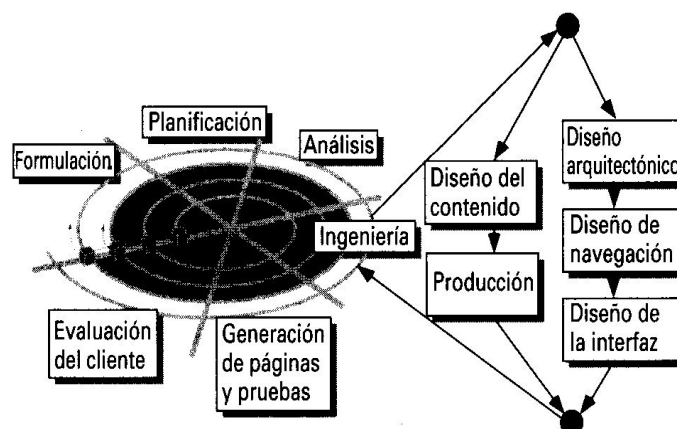 Planificación
Formulación
Análisis
Ingeniería
Evaluación
del cliente
Generación
de páginas
y pruebas
Diseño del
contenido
Producción
Diseño
arquitectónico
Diseño de
navegación
Diseño de
la interfaz